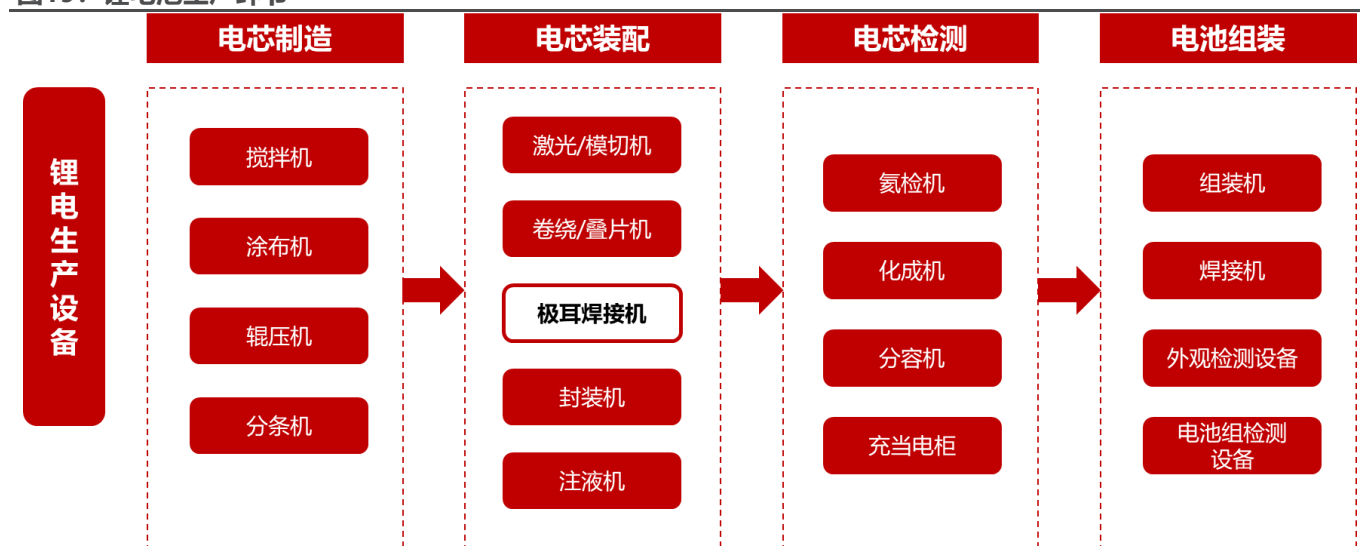 电芯制造
电芯装配
电芯检测
电池组装
锂电生产设备
搅拌机
涂布机
辊压机
分条机
激光/模切机
卷绕/叠片机
极耳焊接机
封装机
注液机
氦检机
化成机
分容机
充当电柜
组装机
焊接机
外观检测设备
电池组检测
设备